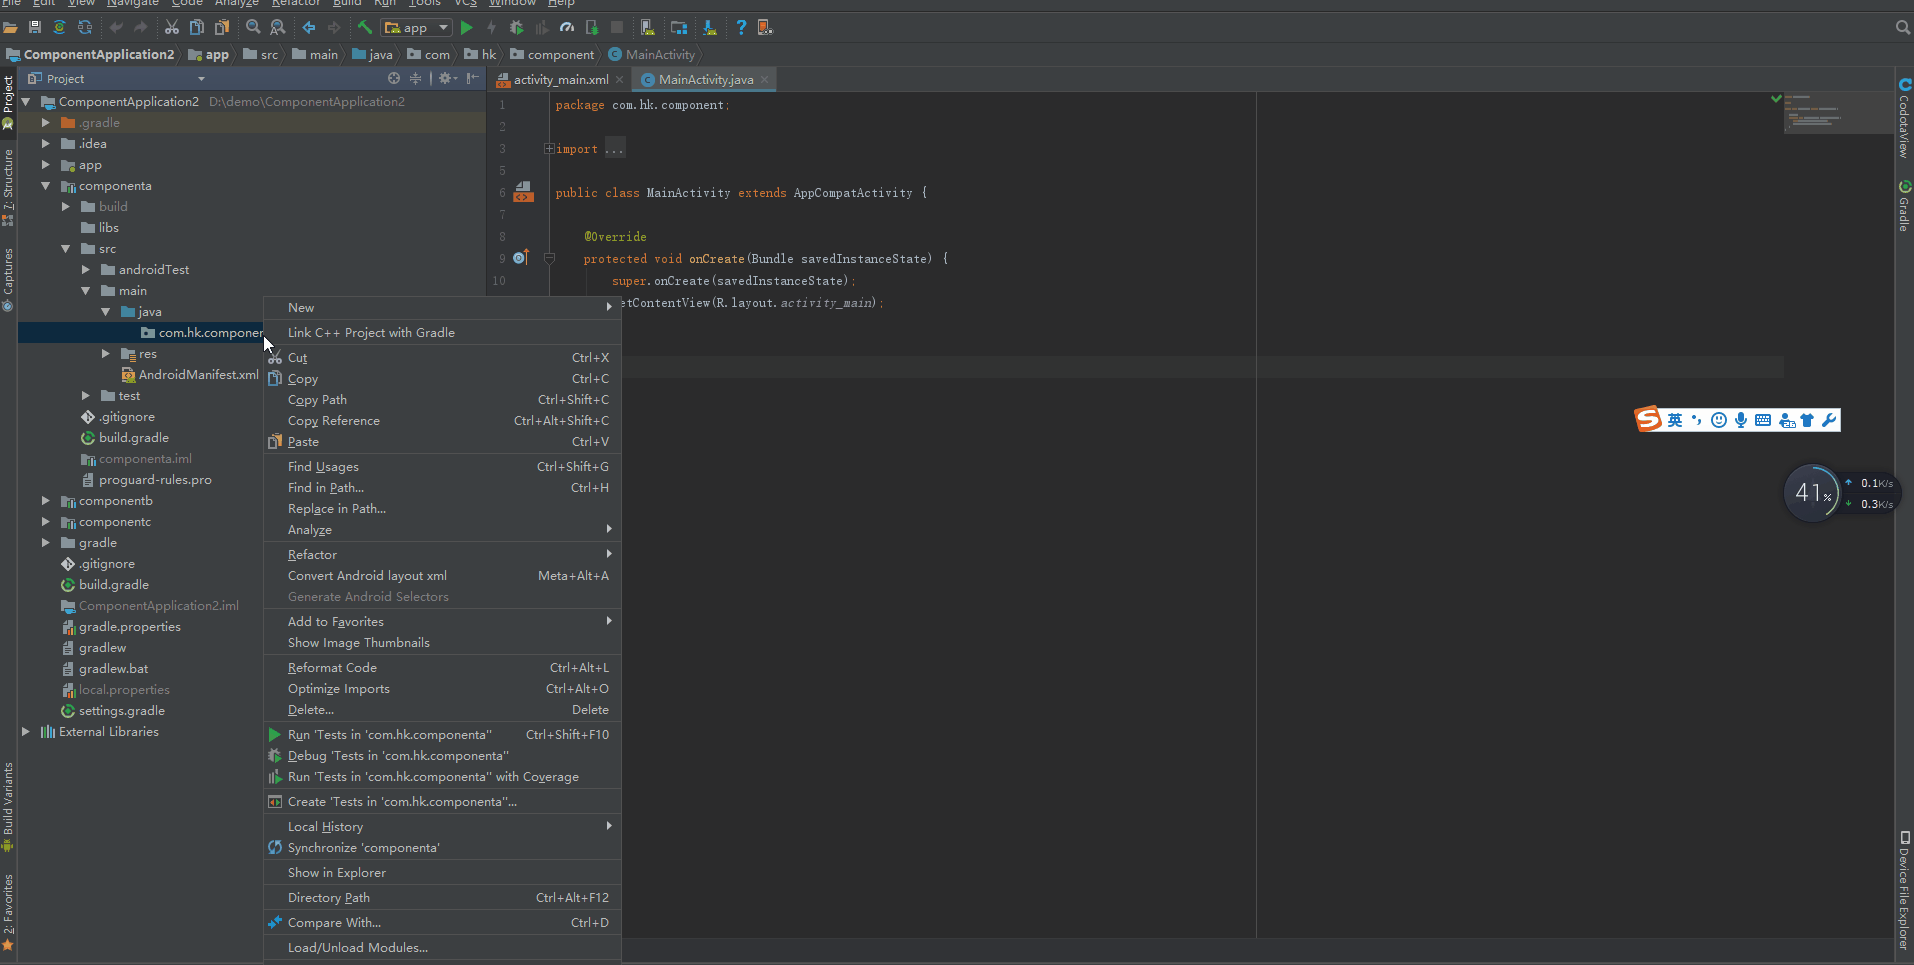 File Edit View Navigate Code Analyze Refactor Build Run Tools VCS Window Help
app
ComponentApplication2 app src main java com hk component MainActivity
Project
activity_main.xml MainActivity.java
ComponentApplication2 D:\demo\ComponentApplication2
.gradle
.idea
app
componenta
build
libs
src
androidTest
main
java
com.hk.componen
res
AndroidManifest.xml
test
.gitignore
build.gradle
componenta.iml
proguard-rules.pro
componentb
componentc
gradle
.gitignore
build.gradle
ComponentApplication2.iml
gradle.properties
gradlew
gradlew.bat
local.properties
settings.gradle
External Libraries
Project
7: Structure
Captures
Build Variants
2: Favorites
1 package com.hk.component;
2
3 import ...
5
6 public class MainActivity extends AppCompatActivity {
7
8 @Override
9 protected void onCreate(Bundle savedInstanceState) {
10 super.onCreate(savedInstanceState);
etContentView(R.layout.activity_main);
New
Link C++ Project with Gradle
Cut Ctrl+X
Copy Ctrl+C
Copy Path Ctrl+Shift+C
Copy Reference Ctrl+Alt+Shift+C
Paste Ctrl+V
Find Usages Ctrl+Shift+G
Find in Path... Ctrl+H
Replace in Path...
Analyze
Refactor
Convert Android layout xml Meta+Alt+A
Generate Android Selectors
Add to Favorites
Show Image Thumbnails
Reformat Code Ctrl+Alt+L
Optimize Imports Ctrl+Alt+O
Delete... Delete
Run 'Tests in 'com.hk.componenta'' Ctrl+Shift+F10
Debug 'Tests in 'com.hk.componenta''
Run 'Tests in 'com.hk.componenta'' with Coverage
Create 'Tests in 'com.hk.componenta''...
Local History
Synchronize 'componenta'
Show in Explorer
Directory Path Ctrl+Alt+F12
Compare With... Ctrl+D
Load/Unload Modules...
英
41%
0.1K/s
0.3K/s
CodotaView
Gradle
Device File Explorer